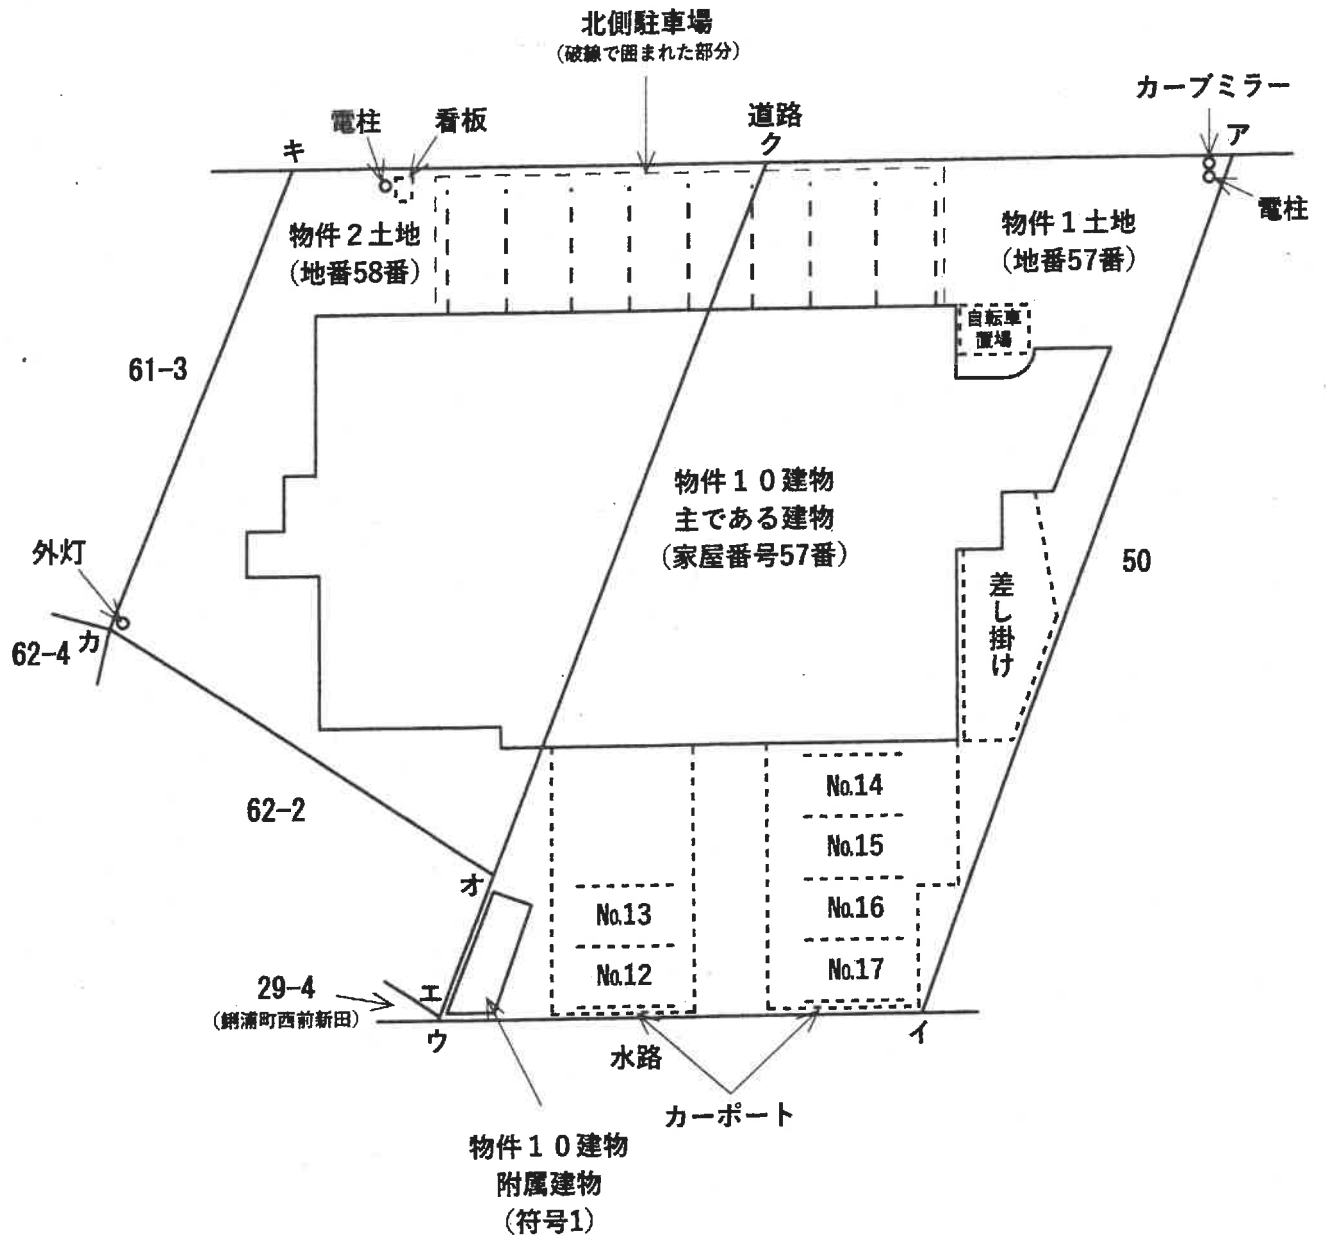 北側駐車場
（破線で囲まれた部分）
カーブミラー
電柱
看板
道路
キ
ク
ア
電柱
物件２土地
（地番58番）
物件１土地
（地番57番）
自転車
置場
61-3
物件１０建物
主である建物
（家屋番号57番）
50
外灯
差し掛け
62-4
カ
62-2
No.14
No.15
オ
No.13
No.16
No.12
No.17
29-4
（鯏浦町西前新田）
エ
ウ
イ
水路
カーポート
物件１０建物
附属建物
（符号1）